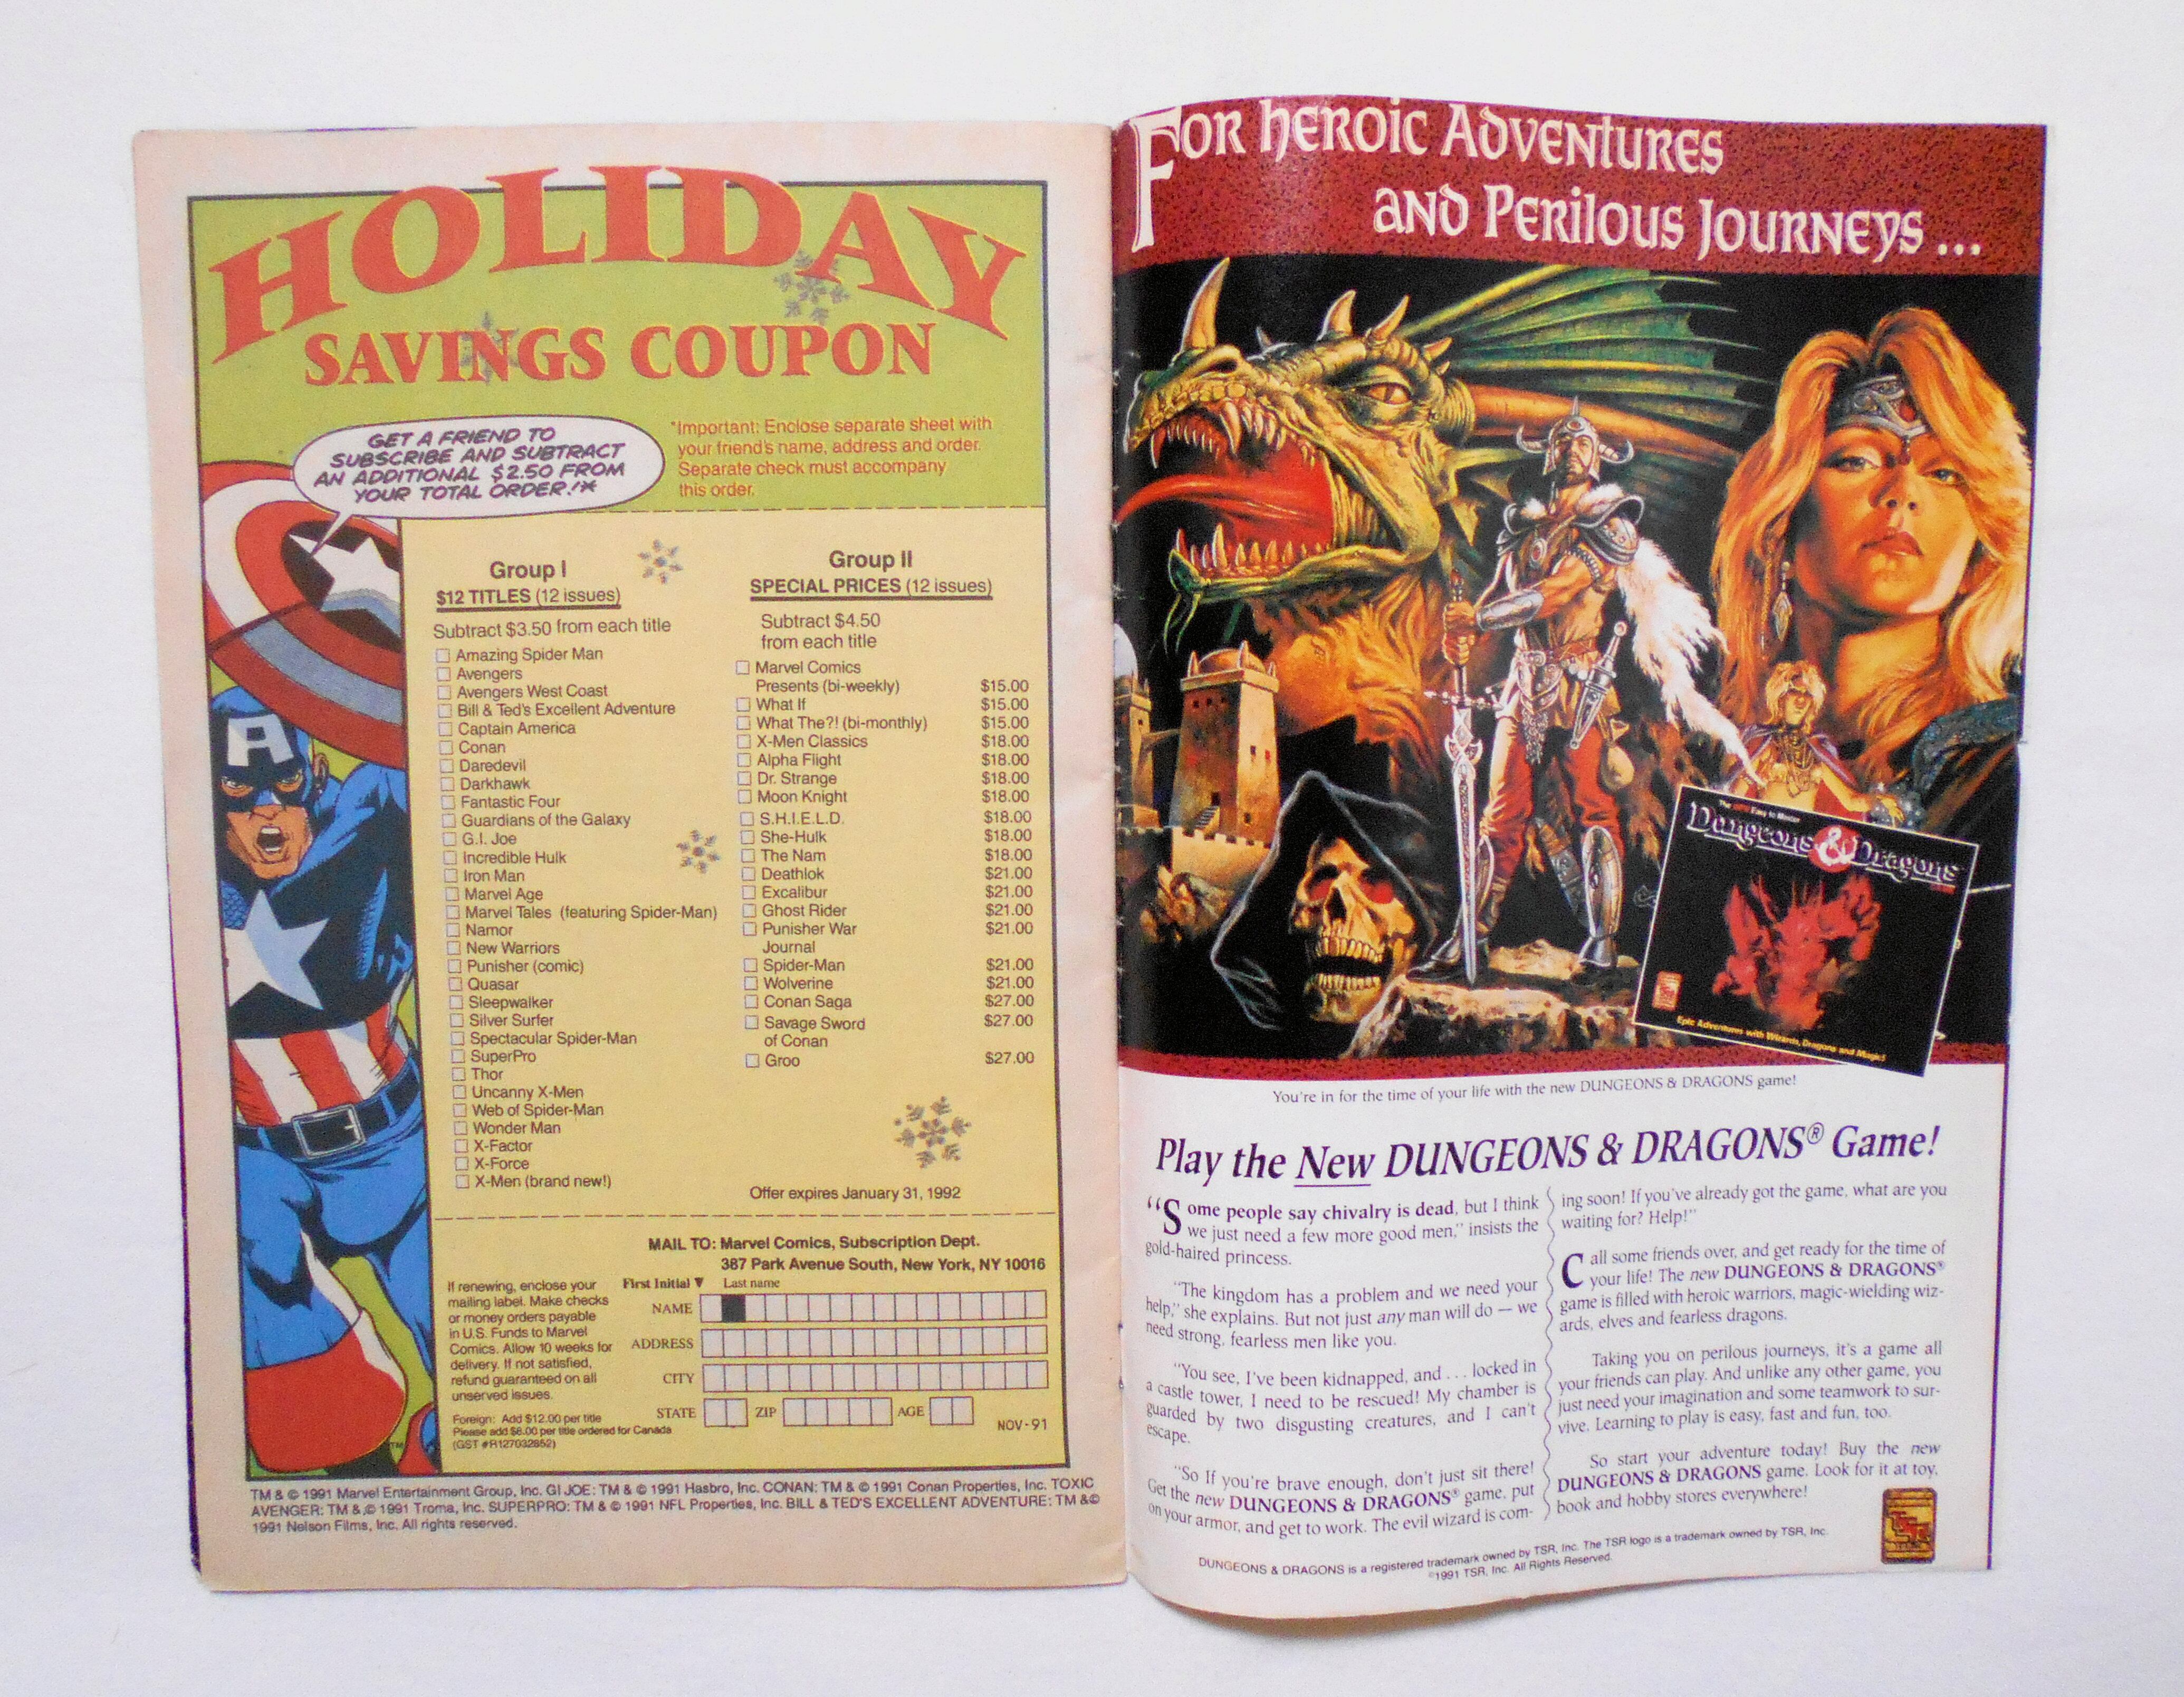 HOLIDAY
SAVINGS COUPON
GET A FRIEND TO
SUBSCRIBE AND SUBTRACT
AN ADDITIONAL $2.50 FROM
YOUR TOTAL ORDER!*
*Important: Enclose separate sheet with
your friend's name, address and order.
Separate check must accompany
this order.
A
Group I
$12 TITLES (12 issues)
Subtract $3.50 from each title
Amazing Spider Man
Avengers
Avengers West Coast
Bill & Ted's Excellent Adventure
Captain America
Conan
Daredevil
Darkhawk
Fantastic Four
Guardians of the Galaxy
G.I. Joe
Incredible Hulk
Iron Man
Marvel Age
Marvel Tales (featuring Spider-Man)
Namor
New Warriors
Punisher (comic)
Quasar
Sleepwalker
Silver Surfer
Spectacular Spider-Man
SuperPro
Thor
Uncanny X-Men
Web of Spider-Man
Wonder Man
X-Factor
X-Force
X-Men (brand new!)
Group II
SPECIAL PRICES (12 issues)
Subtract $4.50
from each title
Marvel Comics
Presents (bi-weekly) $15.00
What If $15.00
What The?! (bi-monthly) $15.00
X-Men Classics $18.00
Alpha Flight $18.00
Dr. Strange $18.00
Moon Knight $18.00
S.H.I.E.L.D. $18.00
She-Hulk $18.00
The Nam $18.00
Deathlok $21.00
Excalibur $21.00
Ghost Rider $21.00
Punisher War $21.00
Journal
Spider-Man $21.00
Wolverine $21.00
Conan Saga $27.00
Savage Sword $27.00
of Conan
Groo $27.00
Offer expires January 31, 1992
MAIL TO: Marvel Comics, Subscription Dept.
387 Park Avenue South, New York, NY 10016
If renewing, enclose your
mailing label. Make checks
or money orders payable
in U.S. Funds to Marvel
Comics. Allow 10 weeks for
delivery. If not satisfied,
refund guaranteed on all
unserved issues.
Foreign: Add $12.00 per title
Please add $8.00 per title ordered for Canada
(GST #R127032852)
First Initial ▼ Last name
NAME
ADDRESS
CITY
STATE ZIP AGE
NOV-91
TM
TM & © 1991 Marvel Entertainment Group, Inc. GI JOE: TM & © 1991 Hasbro, Inc. CONAN: TM & © 1991 Conan Properties, Inc. TOXIC
AVENGER: TM & © 1991 Troma, Inc. SUPERPRO: TM & © 1991 NFL Properties, Inc. BILL & TED'S EXCELLENT ADVENTURE: TM &©
1991 Nelson Films, Inc. All rights reserved.
For Heroic Adventures
and Perilous Journeys...
The NEW Easy to Master
Dungeons & Dragons
Epic Adventures with Wizards, Dragons and Magic!
You're in for the time of your life with the new DUNGEONS & DRAGONS game!
Play the New DUNGEONS & DRAGONS® Game!
"Some people say chivalry is dead, but I think
we just need a few more good men," insists the
gold-haired princess.
"The kingdom has a problem and we need your
help," she explains. But not just any man will do — we
need strong, fearless men like you.
"You see, I've been kidnapped, and . . . locked in
a castle tower, I need to be rescued! My chamber is
guarded by two disgusting creatures, and I can't
escape.
"So If you're brave enough, don't just sit there!
Get the new DUNGEONS & DRAGONS® game, put
on your armor, and get to work. The evil wizard is com-
ing soon! If you've already got the game, what are you
waiting for? Help!"
Call some friends over, and get ready for the time of
your life! The new DUNGEONS & DRAGONS®
game is filled with heroic warriors, magic-wielding wiz-
ards, elves and fearless dragons.
Taking you on perilous journeys, it's a game all
your friends can play. And unlike any other game, you
just need your imagination and some teamwork to sur-
vive. Learning to play is easy, fast and fun, too.
So start your adventure today! Buy the new
DUNGEONS & DRAGONS game. Look for it at toy,
book and hobby stores everywhere!
TSR
DUNGEONS & DRAGONS is a registered trademark owned by TSR, Inc. The TSR logo is a trademark owned by TSR, Inc.
©1991 TSR, Inc. All Rights Reserved.